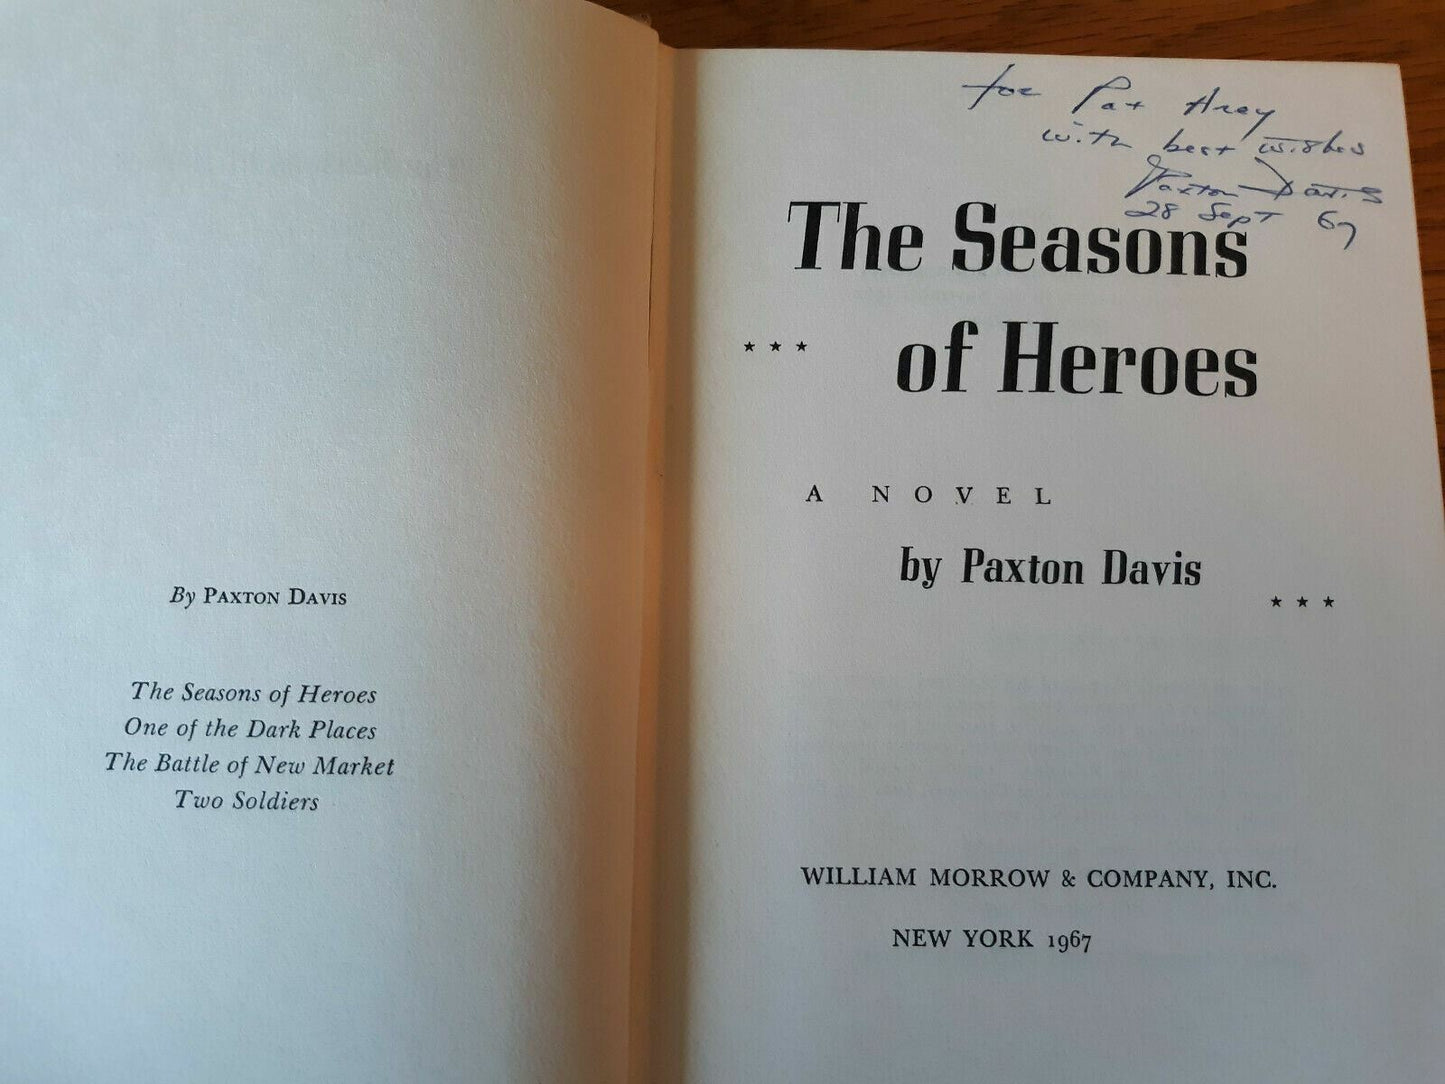 By PAXTON DAVIS
The Seasons of Heroes
One of the Dark Places
The Battle of New Market
Two Soldiers
for Pat
with best wishes
Paxton Davis
28 Sept 67
The Seasons
of Heroes
A NOVEL
by Paxton Davis
WILLIAM MORROW & COMPANY, INC.
NEW YORK 1967